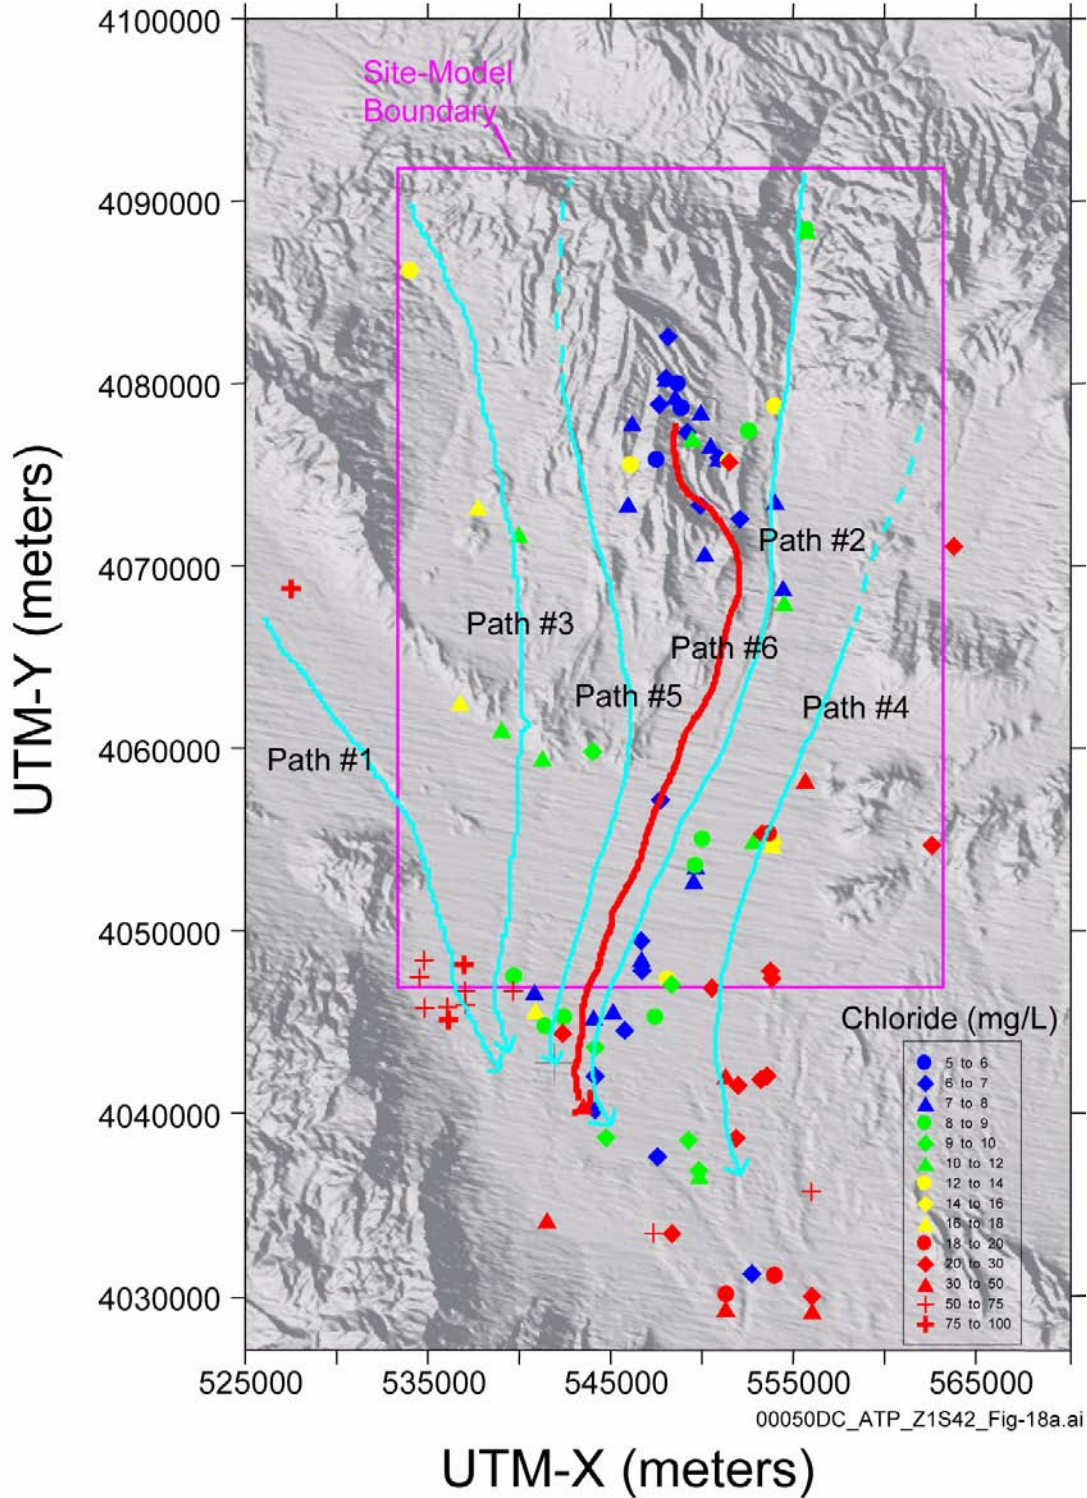 4100000
Site-Model
Boundary
4090000
4080000
UTM-Y (meters)
4070000
Path #2
Path #3
Path #6
Path #5
Path #4
4060000
Path #1
4050000
Chloride (mg/L)
5 to 6
6 to 7
7 to 8
4040000
8 to 9
9 to 10
10 to 12
12 to 14
14 to 16
16 to 18
18 to 20
20 to 30
30 to 50
4030000
50 to 75
75 to 100
525000 535000 545000 555000 565000
00050DC_ATP_Z1S42_Fig-18a.ai
UTM-X (meters)